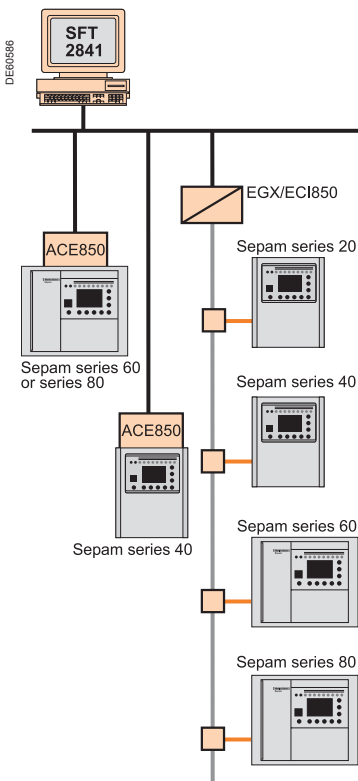 DE60586
SFT
2841
EGX/ECI850
ACE850
Sepam series 20
Sepam series 60
or series 80
Sepam series 40
ACE850
Sepam series 40
Sepam series 60
Sepam series 80